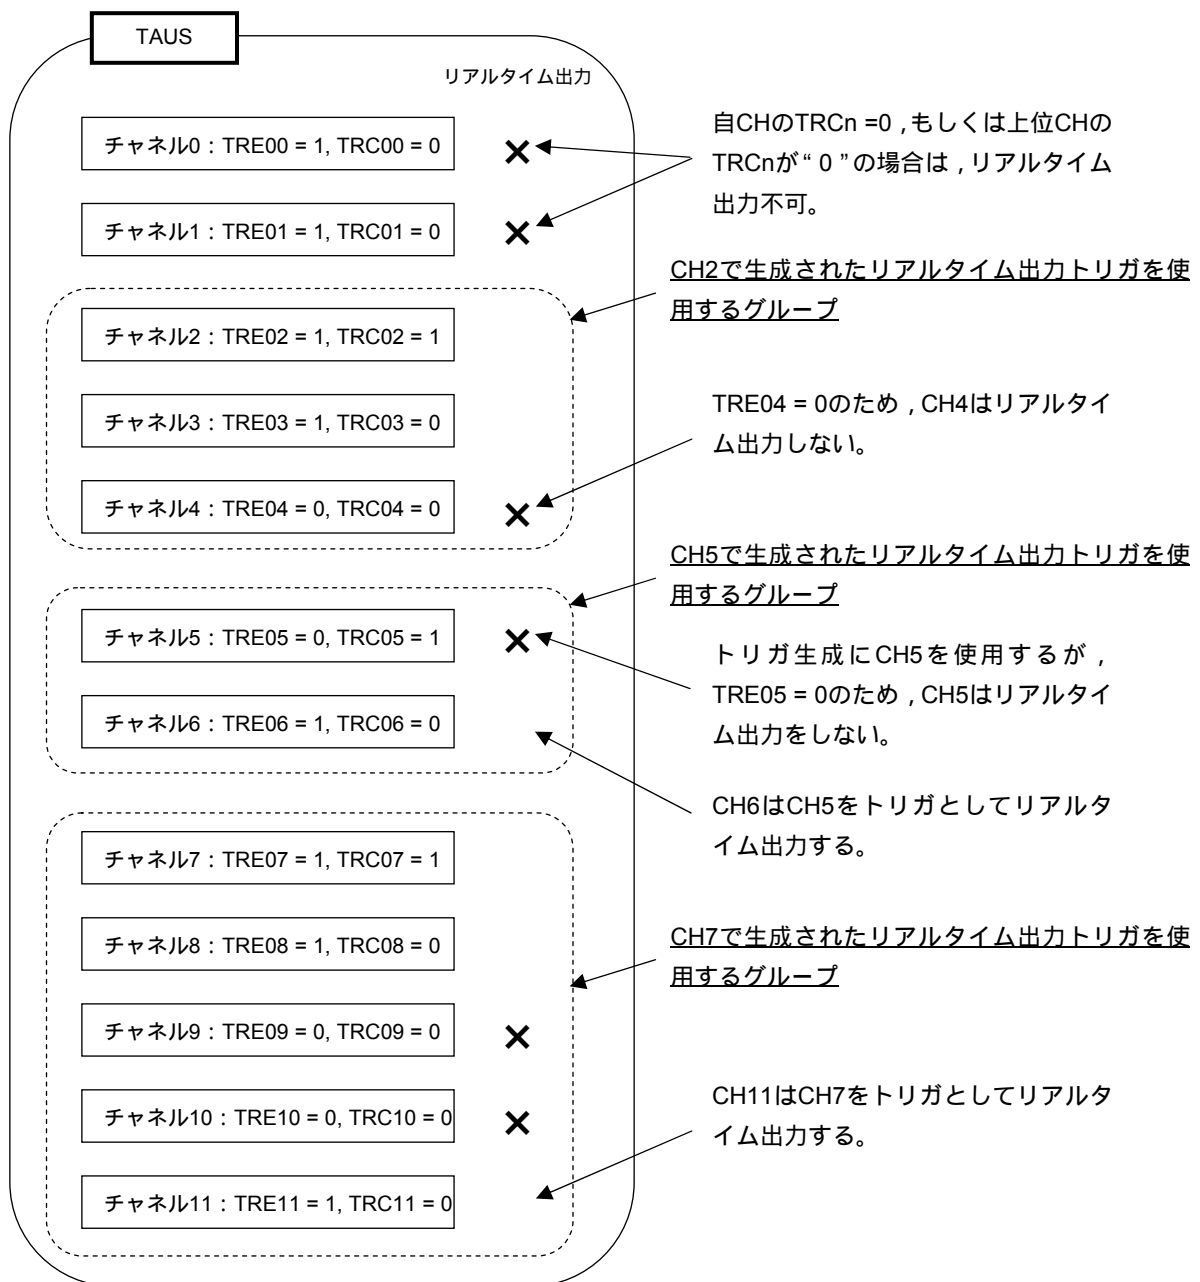 TAUS
リアルタイム出力
チャネル0：TRE00 = 1, TRC00 = 0
自CHのTRCn =0 , もしくは上位CHの
TRCnが“ 0 ”の場合は , リアルタイム
出力不可。
チャネル1：TRE01 = 1, TRC01 = 0
CH2で生成されたリアルタイム出力トリガを使
用するグループ
チャネル2：TRE02 = 1, TRC02 = 1
チャネル3：TRE03 = 1, TRC03 = 0
TRE04 = 0のため , CH4はリアルタイ
ム出力しない。
チャネル4：TRE04 = 0, TRC04 = 0
CH5で生成されたリアルタイム出力トリガを使
用するグループ
チャネル5：TRE05 = 0, TRC05 = 1
トリガ生成にCH5を使用するが ,
TRE05 = 0のため , CH5はリアルタイ
ム出力をしない。
チャネル6：TRE06 = 1, TRC06 = 0
CH6はCH5をトリガとしてリアルタ
イム出力する。
チャネル7：TRE07 = 1, TRC07 = 1
チャネル8：TRE08 = 1, TRC08 = 0
CH7で生成されたリアルタイム出力トリガを使
用するグループ
チャネル9：TRE09 = 0, TRC09 = 0
チャネル10：TRE10 = 0, TRC10 = 0
CH11はCH7をトリガとしてリアルタ
イム出力する。
チャネル11：TRE11 = 1, TRC11 = 0